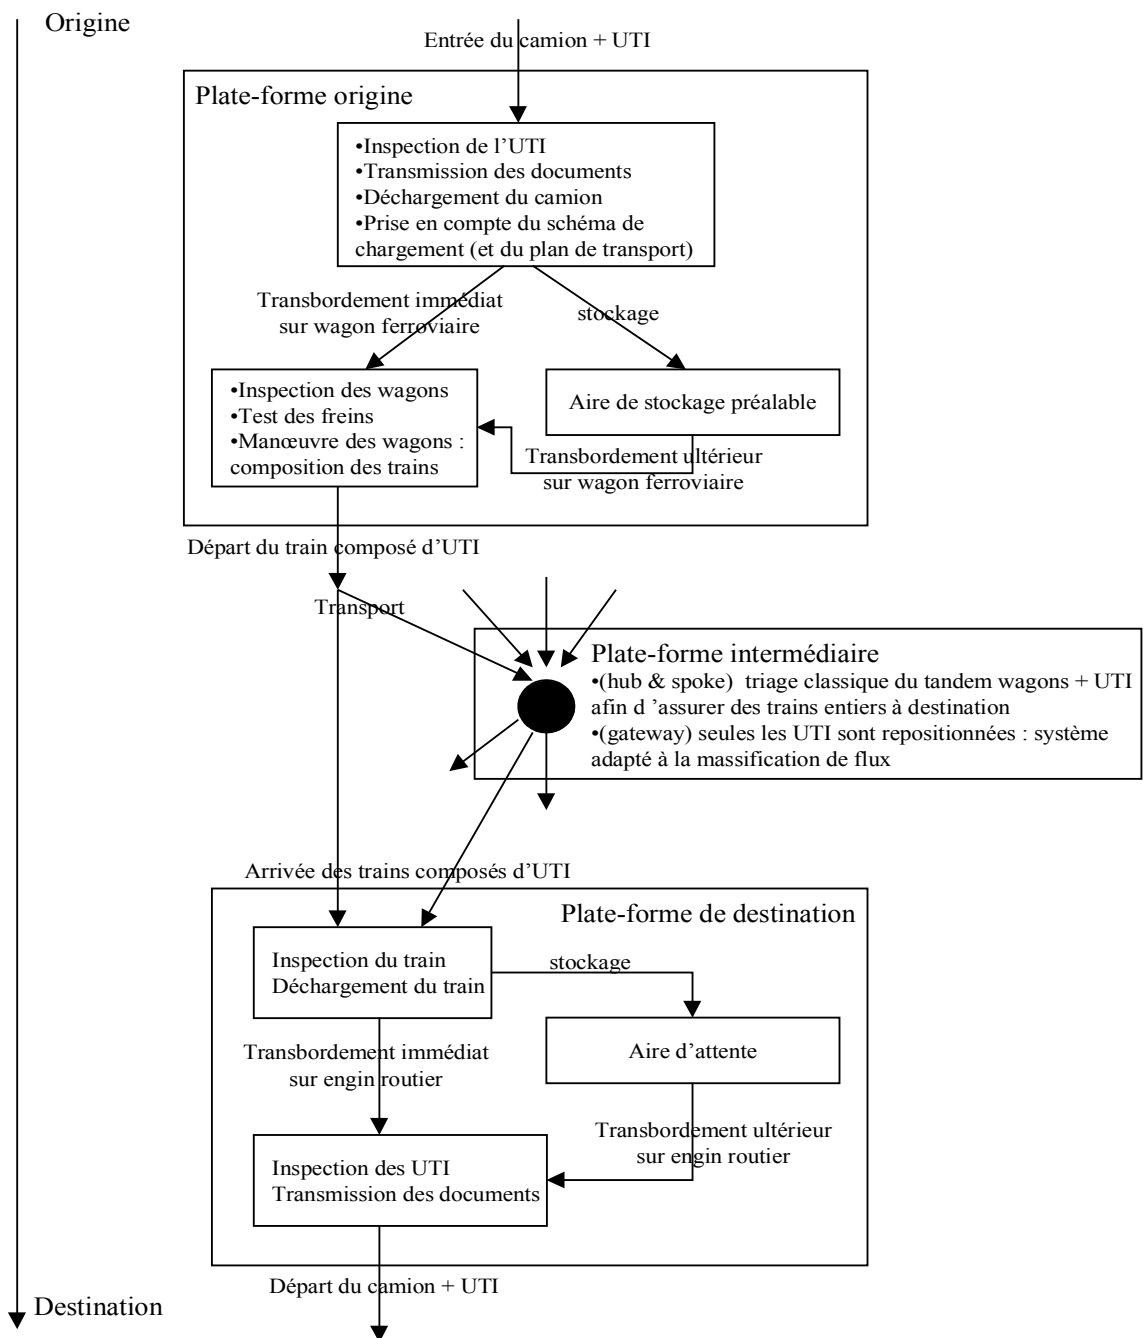 Origine
Entrée du camion + UTI
Plate-forme origine
•Inspection de l’UTI
•Transmission des documents
•Déchargement du camion
•Prise en compte du schéma de
chargement (et du plan de transport)
Transbordement immédiat
sur wagon ferroviaire
stockage
•Inspection des wagons
•Test des freins
•Manœuvre des wagons :
composition des trains
Aire de stockage préalable
Transbordement ultérieur
sur wagon ferroviaire
Départ du train composé d’UTI
Transport
Plate-forme intermédiaire
•(hub & spoke) triage classique du tandem wagons + UTI
afin d ’assurer des trains entiers à destination
•(gateway) seules les UTI sont repositionnées : système
adapté à la massification de flux
Arrivée des trains composés d’UTI
Plate-forme de destination
Inspection du train
Déchargement du train
stockage
Transbordement immédiat
sur engin routier
Aire d’attente
Transbordement ultérieur
sur engin routier
Inspection des UTI
Transmission des documents
Départ du camion + UTI
Destination